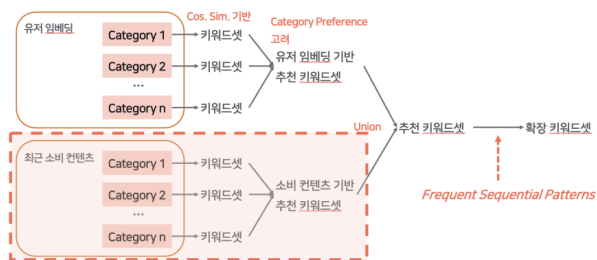 유저 임베딩
Cos, Sim, 기반
Category Preference
고려
Category 1
키워드셋
Category 2
키워드셋
...
Category n
키워드셋
유저 임베딩 기반
추천 키워드셋
Union
추천 키워드셋
확장 키워드셋
최근 소비 컨텐츠
Category 1
키워드셋
Category 2
키워드셋
...
Category n
키워드셋
소비 컨텐츠 기반
추천 키워드셋
Frequent Sequential Patterns